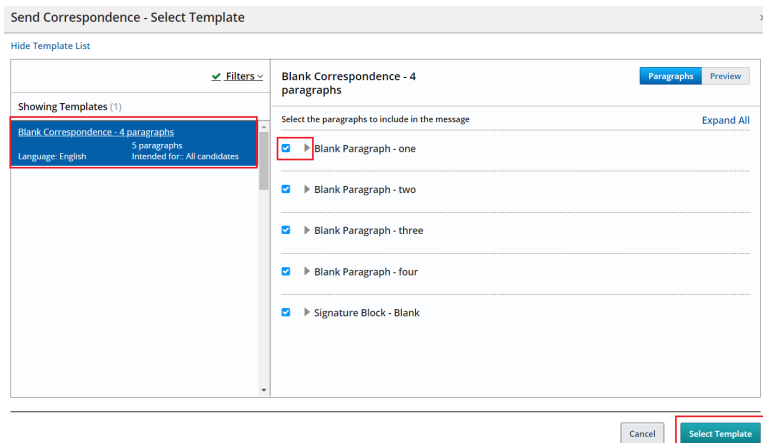 Send Correspondence - Select Template
Hide Template List
Filters
Showing Templates (1)
Blank Correspondence - 4 paragraphs
5 paragraphs
Language: English Intended for:: All candidates
Blank Correspondence - 4
paragraphs
Paragraphs Preview
Select the paragraphs to include in the message Expand All
Blank Paragraph - one
Blank Paragraph - two
Blank Paragraph - three
Blank Paragraph - four
Signature Block - Blank
Cancel Select Template